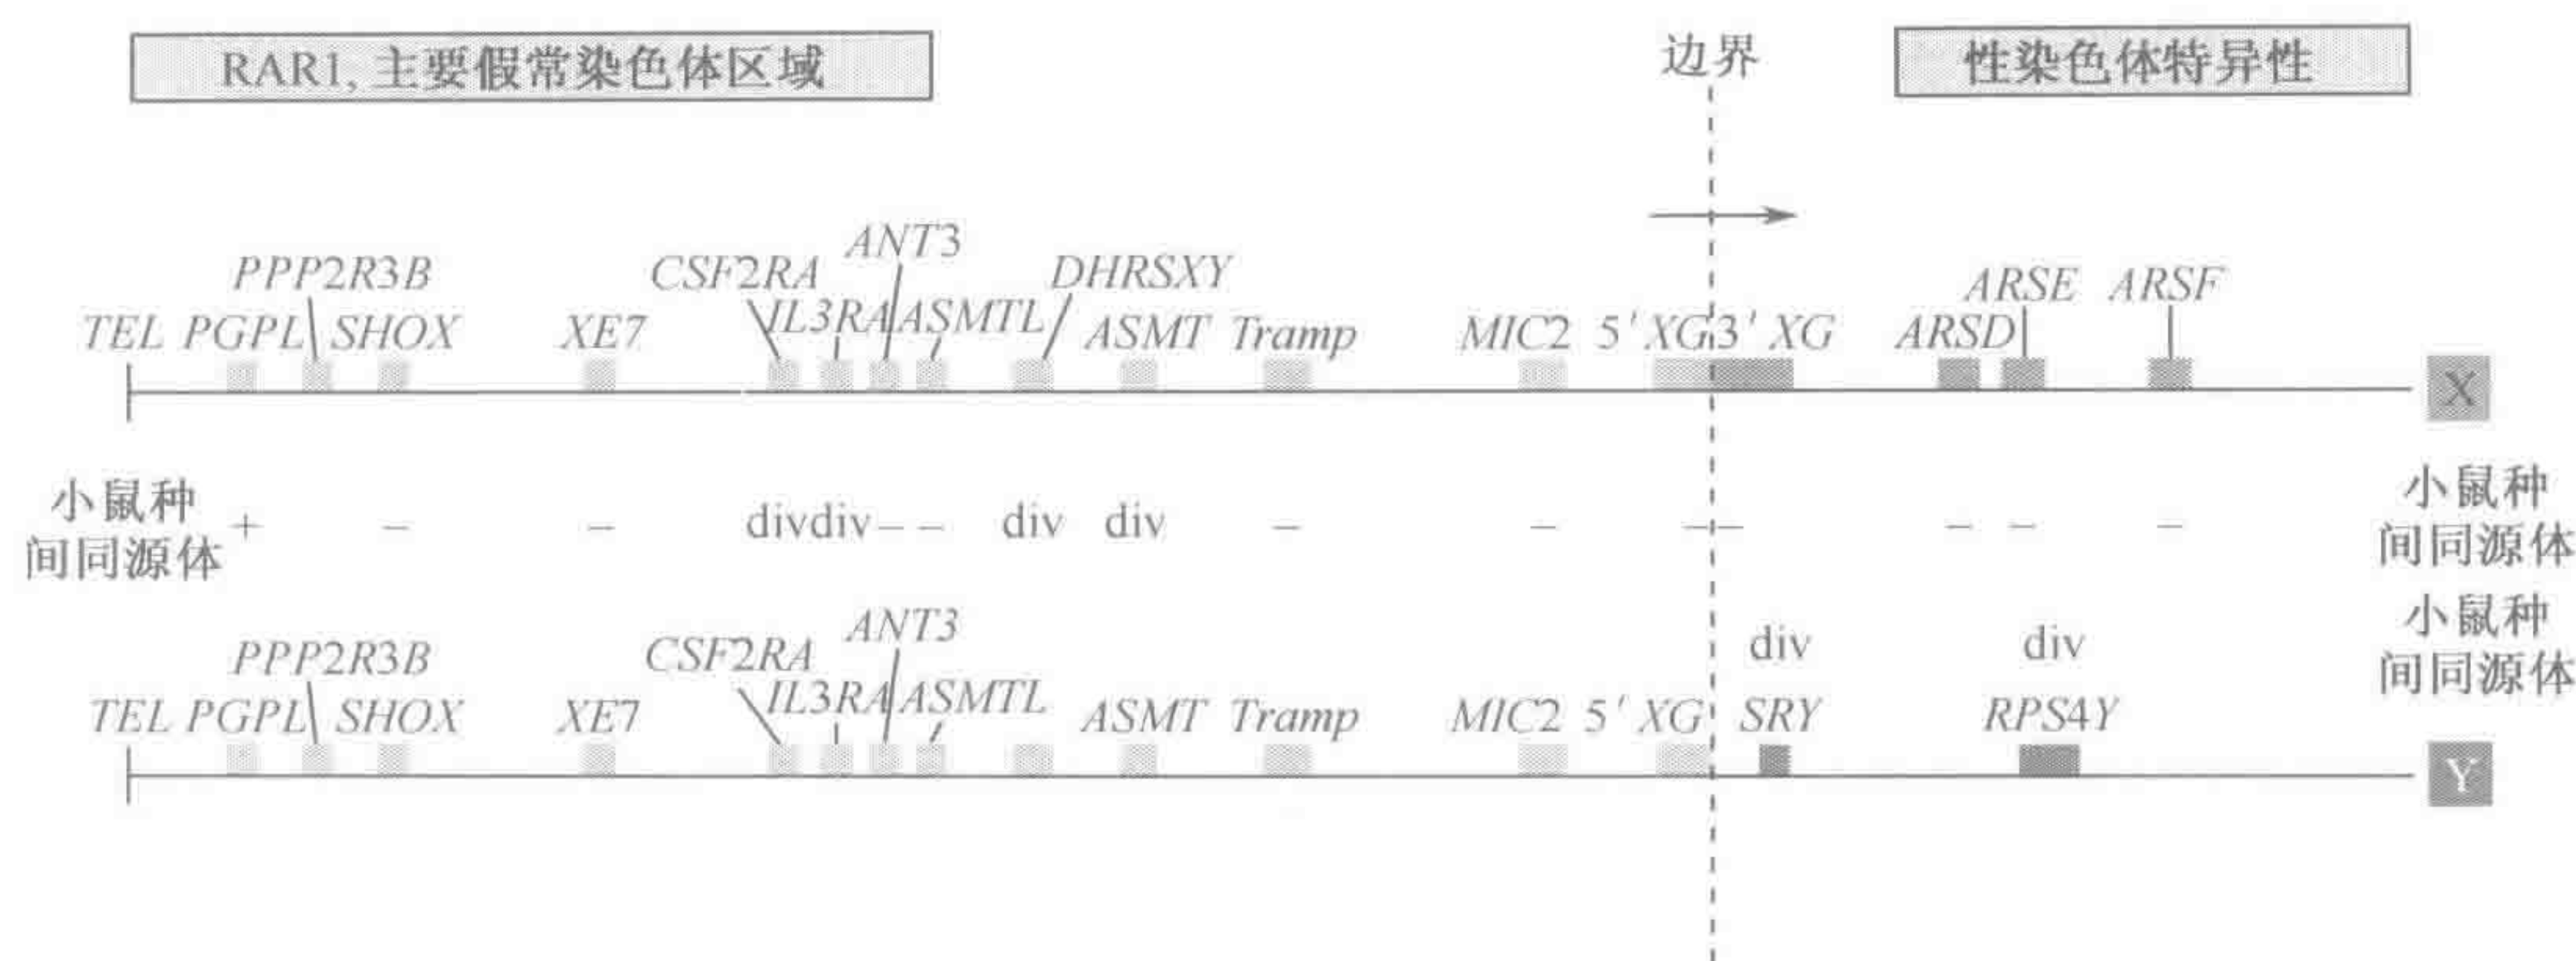 RAR1, 主要假常染色体区域
边界
性染色体特异性
ANT3
PPP2R3B CSF2RA DHRSXY ARSE ARSF
TEL PGPL SHOX XE7 IL3RA ASMTL ASMT Tramp MIC2 5′ XG 3′ XG ARSD
X
小鼠种
间同源体
+ – – div div – – div div – – – – – – –
小鼠种
间同源体
小鼠种
间同源体
div div
ANT3
PPP2R3B CSF2RA
TEL PGPL SHOX XE7 IL3RA ASMTL ASMT Tramp MIC2 5′ XG SRY RPS4Y
Y